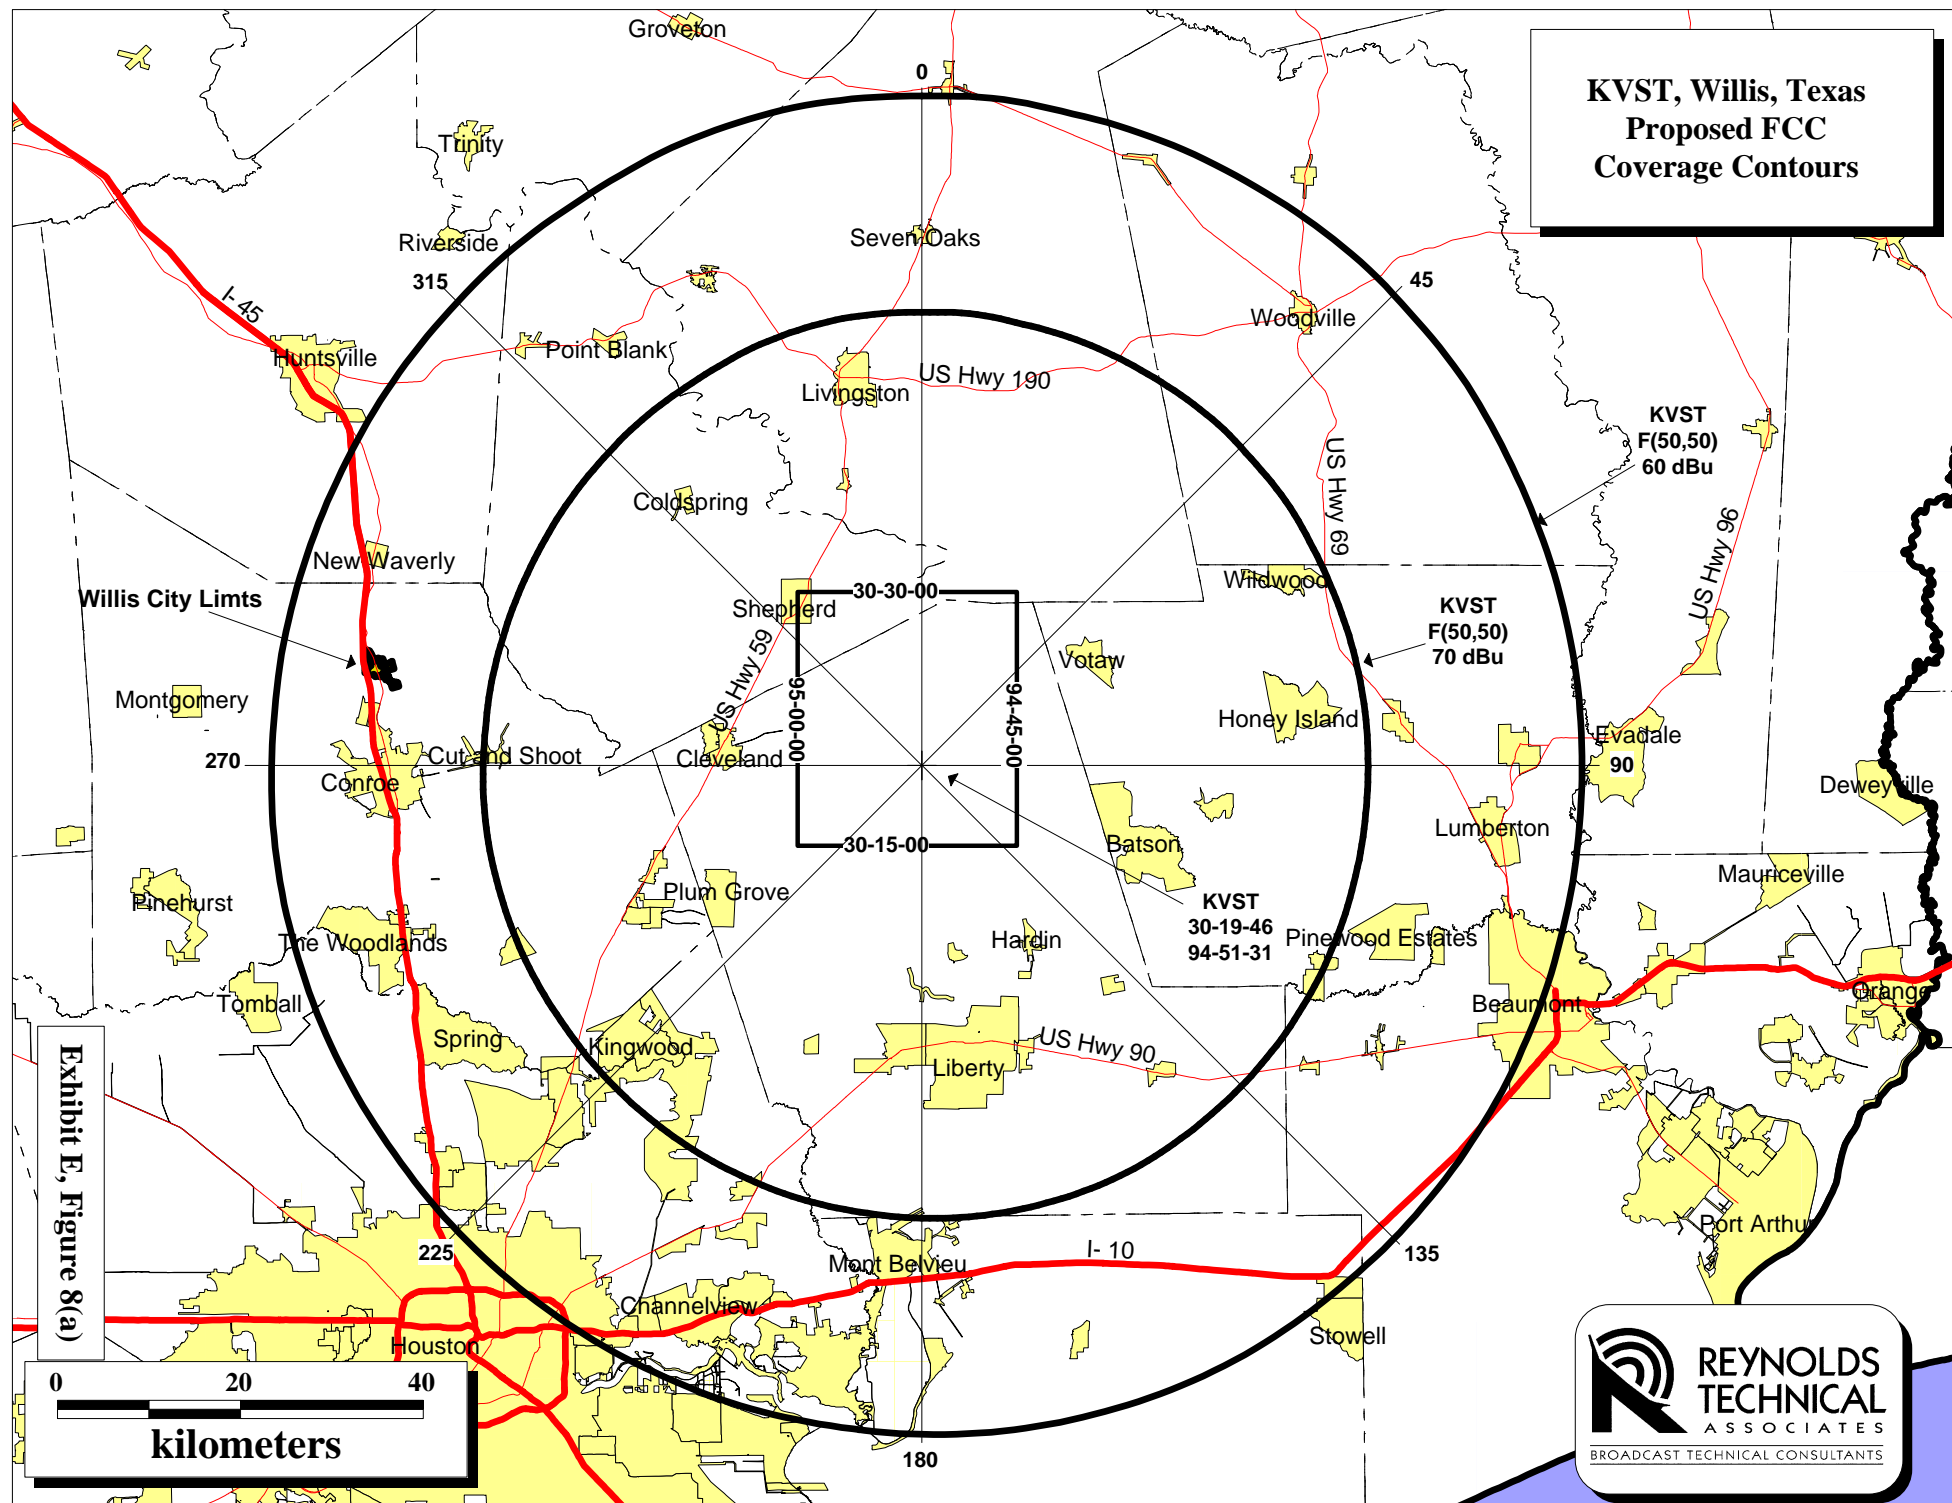 Groveton
0
KVST, Willis, Texas
Proposed FCC
Coverage Contours
Trinity
Riverside
Seven Oaks
315
45
I-45
Woodville
Huntsville
Point Blank
US Hwy 190
Livingston
KVST
F(50,50)
60 dBu
US Hwy 69
Coldspring
US Hwy 96
New Waverly
Wildwood
Willis City Limts
Shepherd
30-30-00
KVST
F(50,50)
70 dBu
US Hwy 59
Votaw
95-00-00
94-45-00
Montgomery
Honey Island
Evadale
270
Cut and Shoot
Cleveland
90
Conroe
Deweyville
Lumberton
30-15-00
Batson
Mauriceville
Plum Grove
Pinehurst
KVST
30-19-46
94-51-31
The Woodlands
Hardin
Pinewood Estates
Orange
Tomball
Beaumont
Spring
Kingwood
US Hwy 90
Liberty
Exhibit E, Figure 8(a)
Port Arthur
225
I- 10
135
Mont Belvieu
Channelview
Stowell
Houston
0 20 40
kilometers
180
REYNOLDS
TECHNICAL
ASSOCIATES
BROADCAST TECHNICAL CONSULTANTS